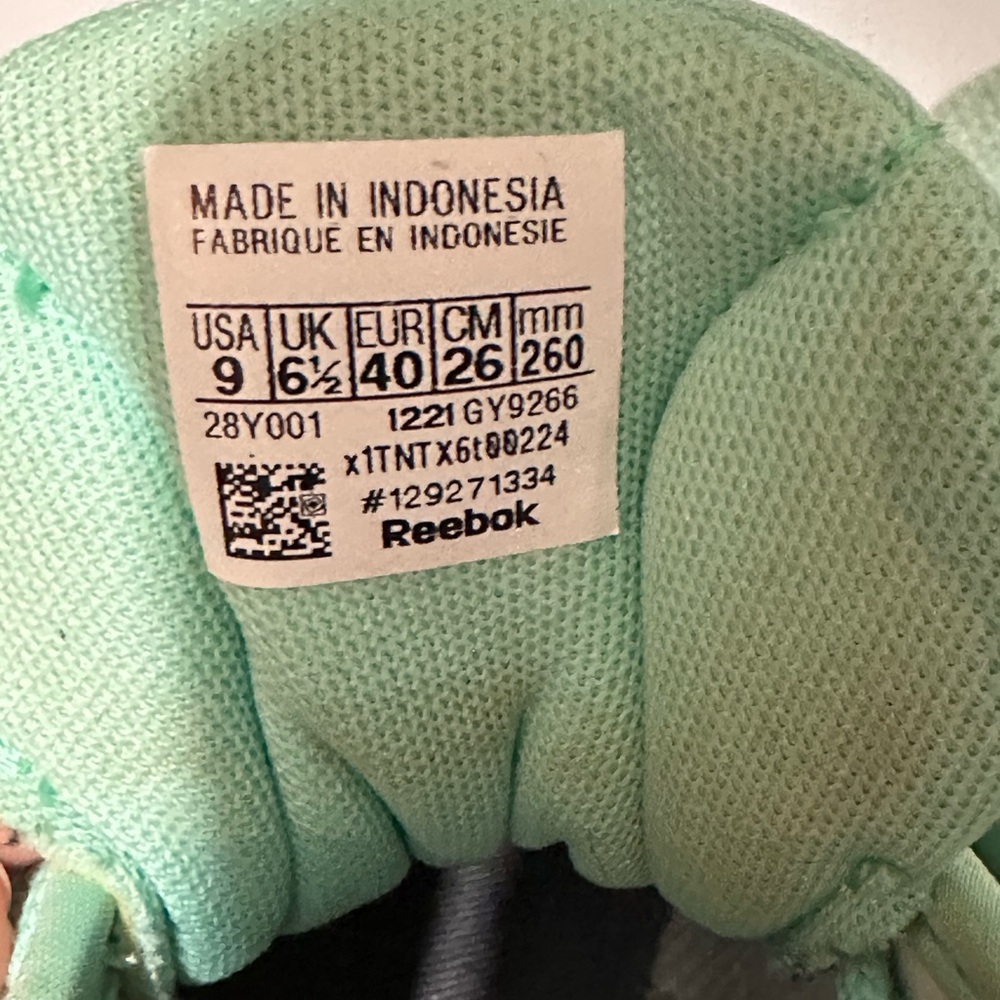 MADE IN INDONESIA
FABRIQUE EN INDONESIE
USA UK EUR CM mm
9 6½ 40 26 260
28Y001 1221 GY9266
x1TNTX6t00224
#129271334
Reebok